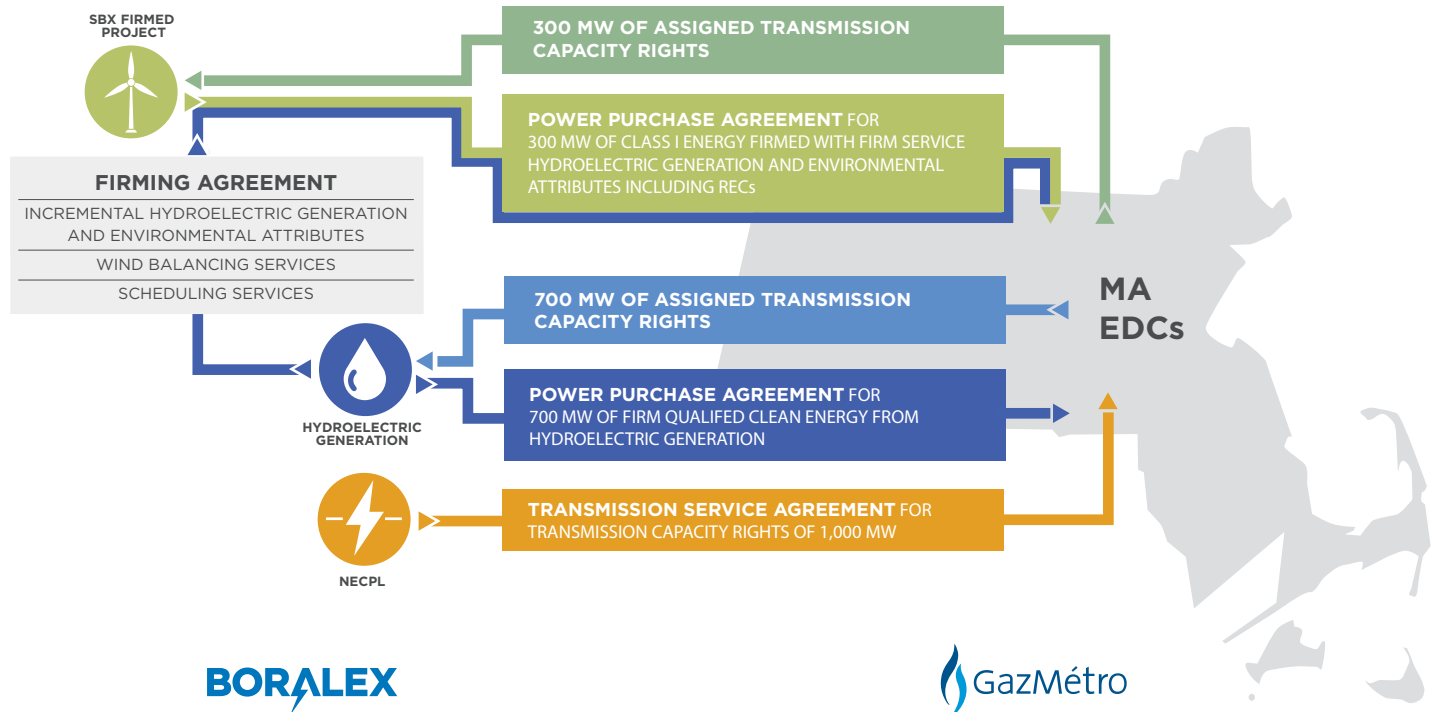 SBX FIRMED
PROJECT
300 MW OF ASSIGNED TRANSMISSION
CAPACITY RIGHTS
POWER PURCHASE AGREEMENT FOR
300 MW OF CLASS I ENERGY FIRMED WITH FIRM SERVICE
HYDROELECTRIC GENERATION AND ENVIRONMENTAL
ATTRIBUTES INCLUDING RECs
FIRMING AGREEMENT
INCREMENTAL HYDROELECTRIC GENERATION
AND ENVIRONMENTAL ATTRIBUTES
WIND BALANCING SERVICES
SCHEDULING SERVICES
700 MW OF ASSIGNED TRANSMISSION
CAPACITY RIGHTS
MA
EDCs
HYDROELECTRIC
GENERATION
POWER PURCHASE AGREEMENT FOR
700 MW OF FIRM QUALIFED CLEAN ENERGY FROM
HYDROELECTRIC GENERATION
TRANSMISSION SERVICE AGREEMENT FOR
TRANSMISSION CAPACITY RIGHTS OF 1,000 MW
NECPL
BORALEX
GazMétro